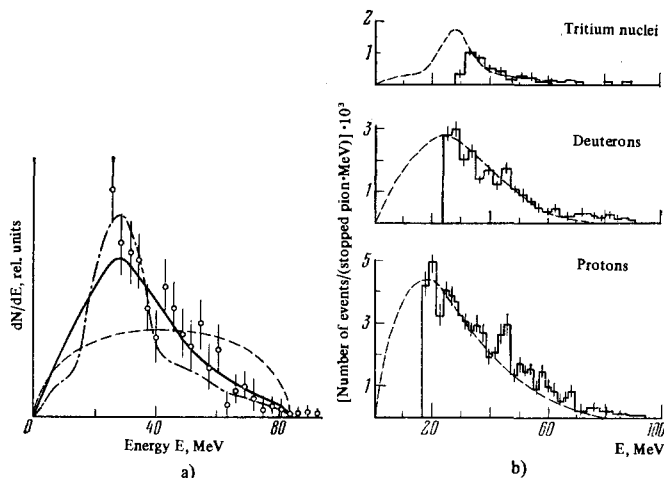 dN/dE, rel. units
0
40
80
Energy E, MeV
a)
2
1
Tritium nuclei
3
1
Deuterons
5
3
1
Protons
[Number of events/(stopped pion·MeV)]·10³
20
60
100
E, MeV
b)